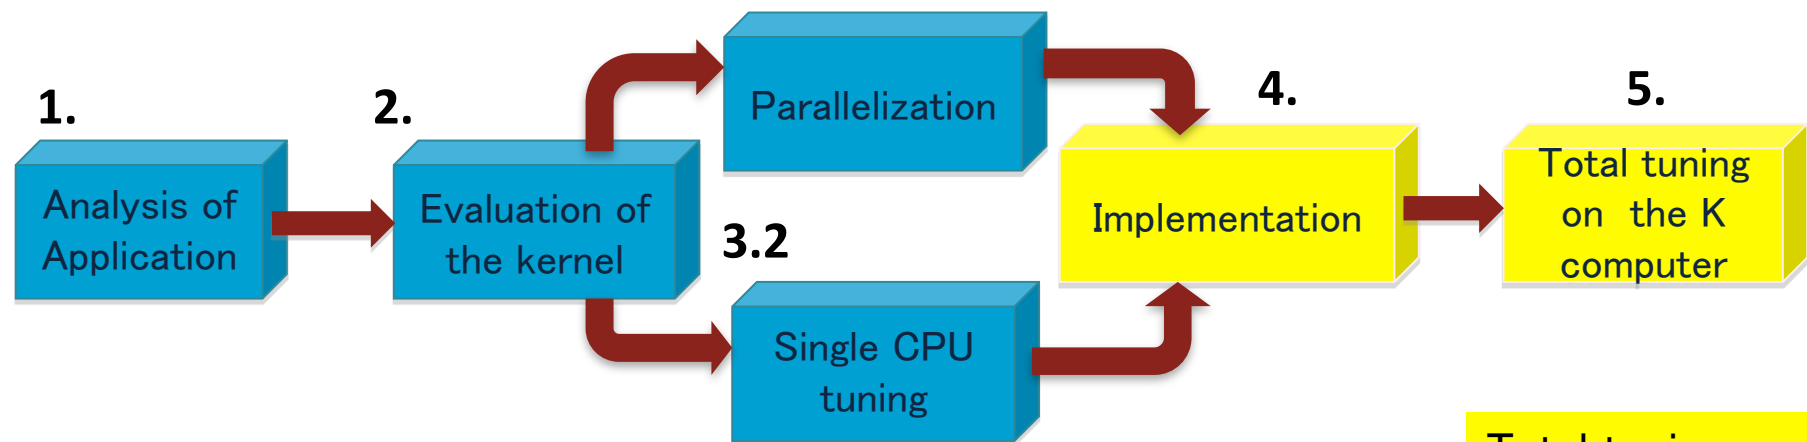 1.
Analysis of
Application
2.
Evaluation of
the kernel
Parallelization
3.2
Single CPU
tuning
4.
Implementation
5.
Total tuning
on the K
computer